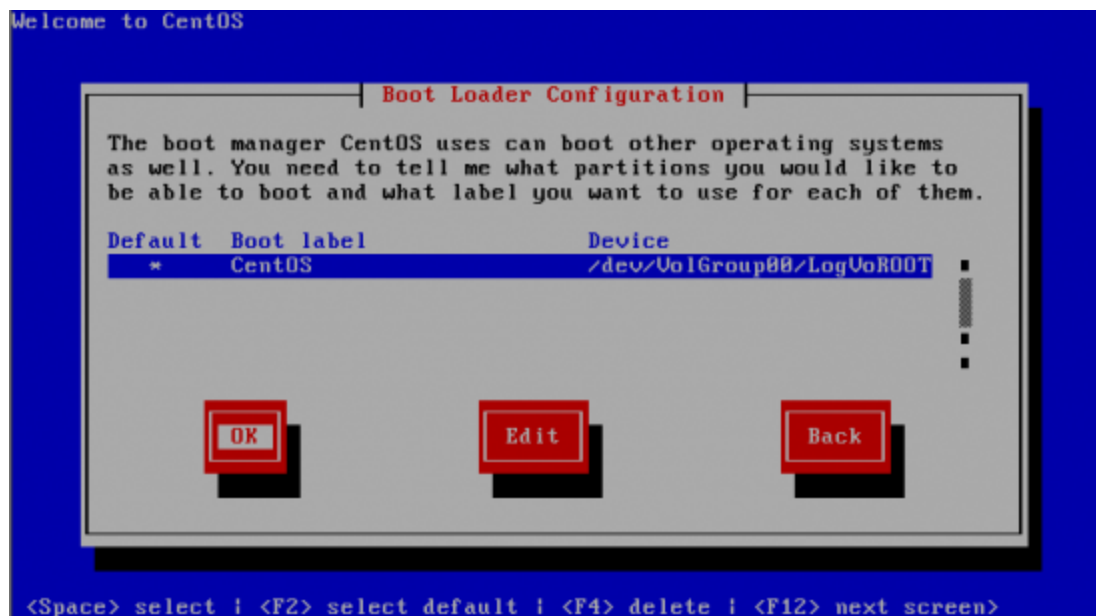 Welcome to CentOS
Boot Loader Configuration
The boot manager CentOS uses can boot other operating systems
as well. You need to tell me what partitions you would like to
be able to boot and what label you want to use for each of them.
Default Boot label Device
* CentOS /dev/VolGroup00/LogVoROOT
OK Edit Back
<Space> select | <F2> select default | <F4> delete | <F12> next screen>